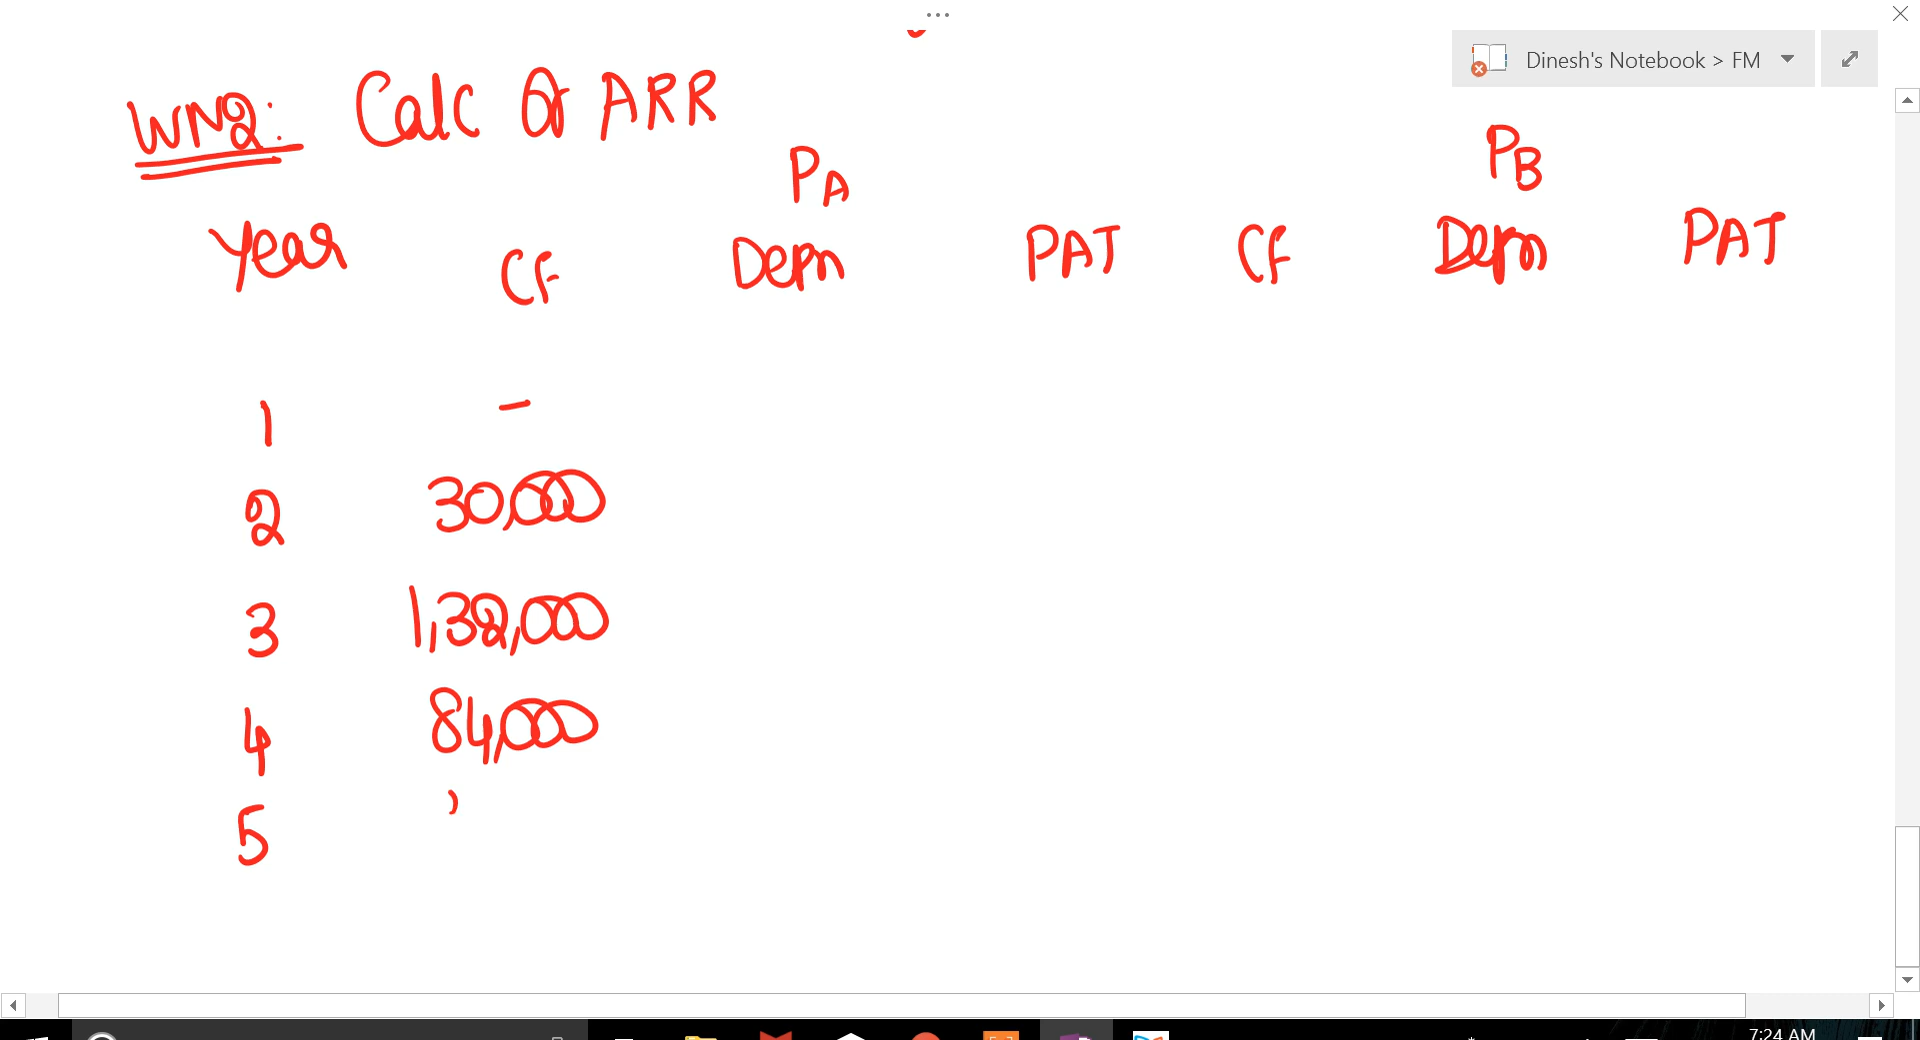 Dinesh's Notebook > FM
WN2: Calc of ARR
PA PB
Year CF Depn PAT CF Depn PAT
1 -
2 30,000
3 1,32,000
4 84,000
5
7:24 AM